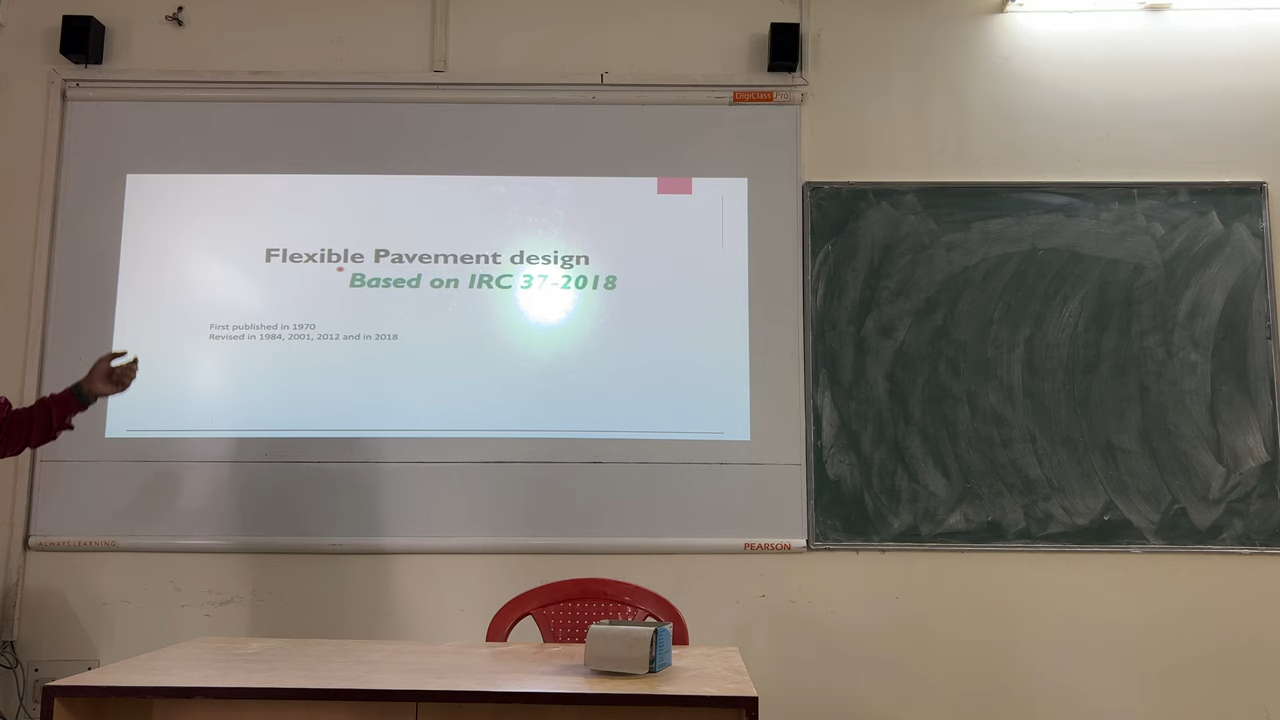 DigiClass Pro
Flexible Pavement design
Based on IRC 37-2018
First published in 1970
Revised in 1984, 2001, 2012 and in 2018
ALWAYS LEARNING
PEARSON